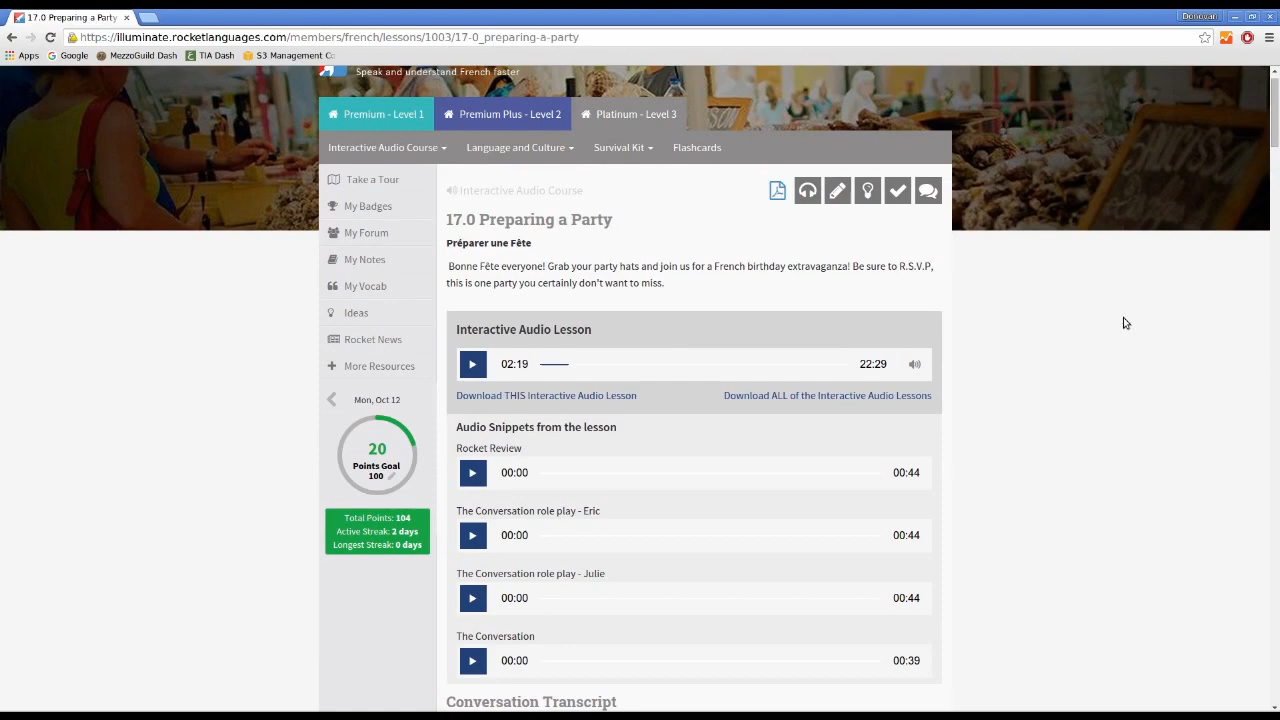 17.0 Preparing a Party
Donovan
https://illuminate.rocketlanguages.com/members/french/lessons/1003/17-0_preparing-a-party
Apps Google MezzoGuild Dash TIA Dash S3 Management Co
Speak and understand French faster
Premium - Level 1 Premium Plus - Level 2 Platinum - Level 3
Interactive Audio Course Language and Culture Survival Kit Flashcards
Take a Tour
My Badges
My Forum
My Notes
My Vocab
Ideas
Rocket News
More Resources
Mon, Oct 12
20
Points Goal
100
Total Points: 104
Active Streak: 2 days
Longest Streak: 0 days
Interactive Audio Course
17.0 Preparing a Party
Préparer une Fête
Bonne Fête everyone! Grab your party hats and join us for a French birthday extravaganza! Be sure to R.S.V.P,
this is one party you certainly don't want to miss.
Interactive Audio Lesson
02:19 22:29
Download THIS Interactive Audio Lesson Download ALL of the Interactive Audio Lessons
Audio Snippets from the lesson
Rocket Review
00:00 00:44
The Conversation role play - Eric
00:00 00:44
The Conversation role play - Julie
00:00 00:44
The Conversation
00:00 00:39
Conversation Transcript